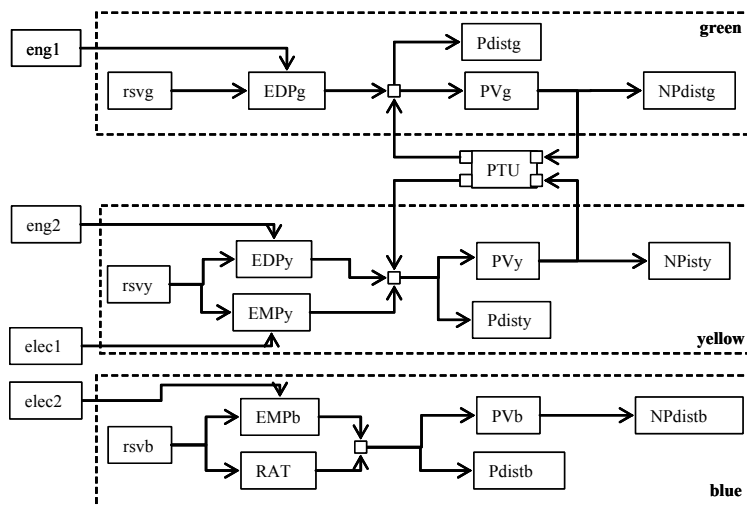 green
eng1
Pdistg
rsvg
EDPg
PVg
NPdistg
PTU
eng2
EDPy
PVy
NPisty
rsvy
EMPy
Pdisty
elec1
yellow
elec2
EMPb
PVb
NPdistb
rsvb
RAT
Pdistb
blue